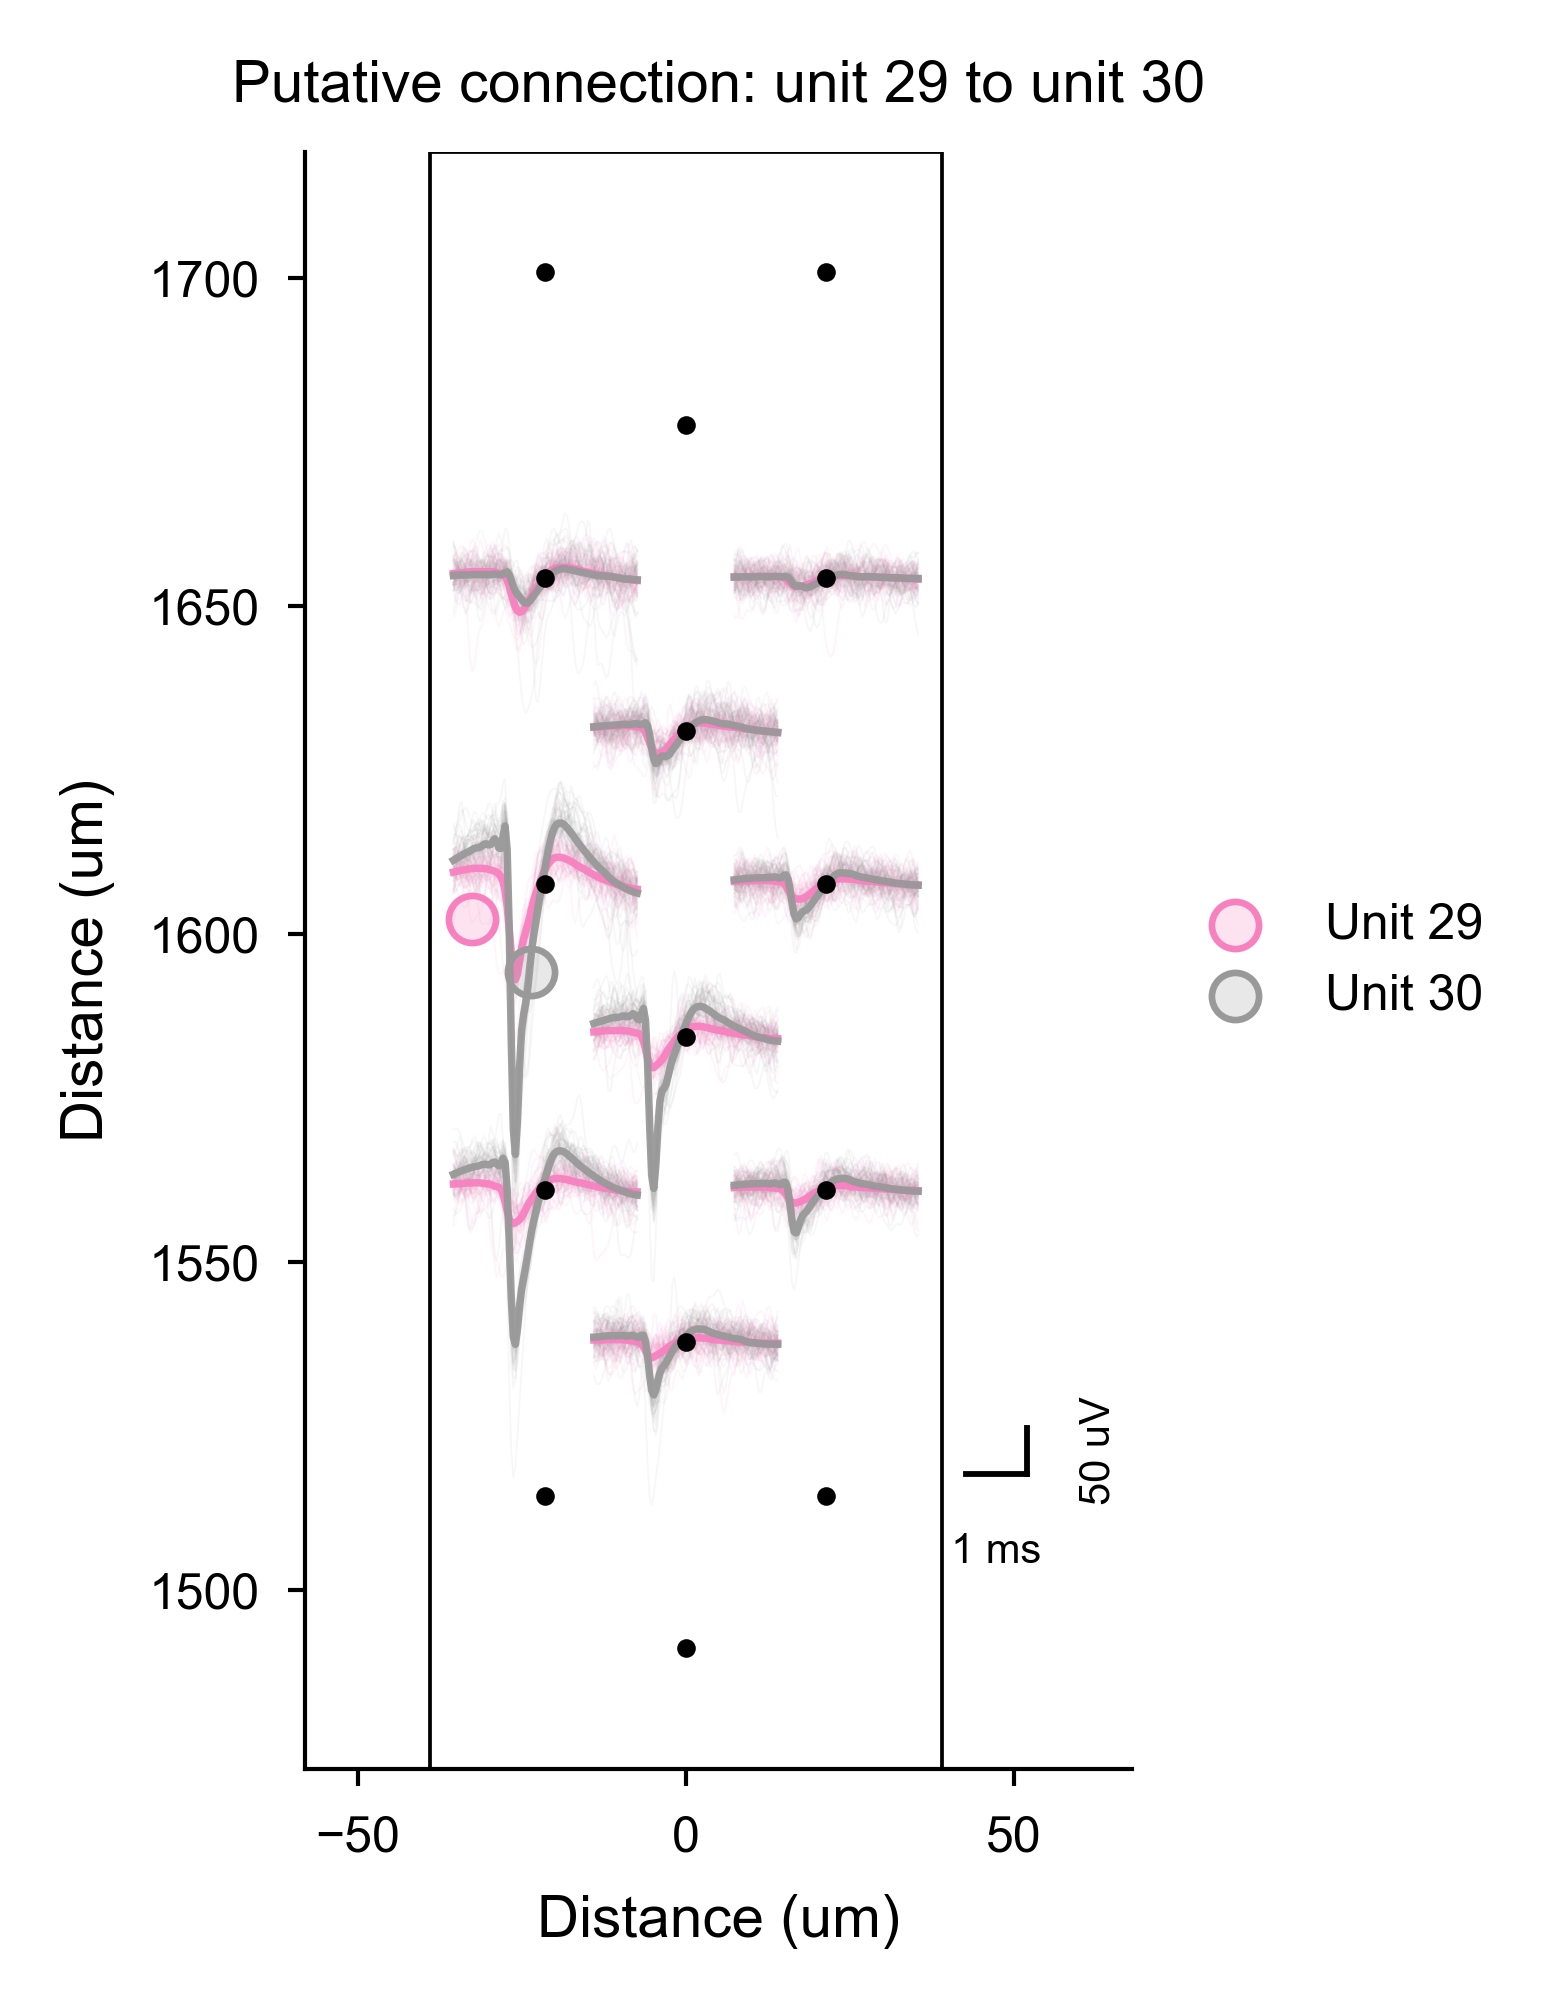 Putative connection: unit 29 to unit 30
1700
1650
1600
1550
1500
Distance (um)
Unit 29
Unit 30
50 uV
1 ms
−50
0
50
Distance (um)